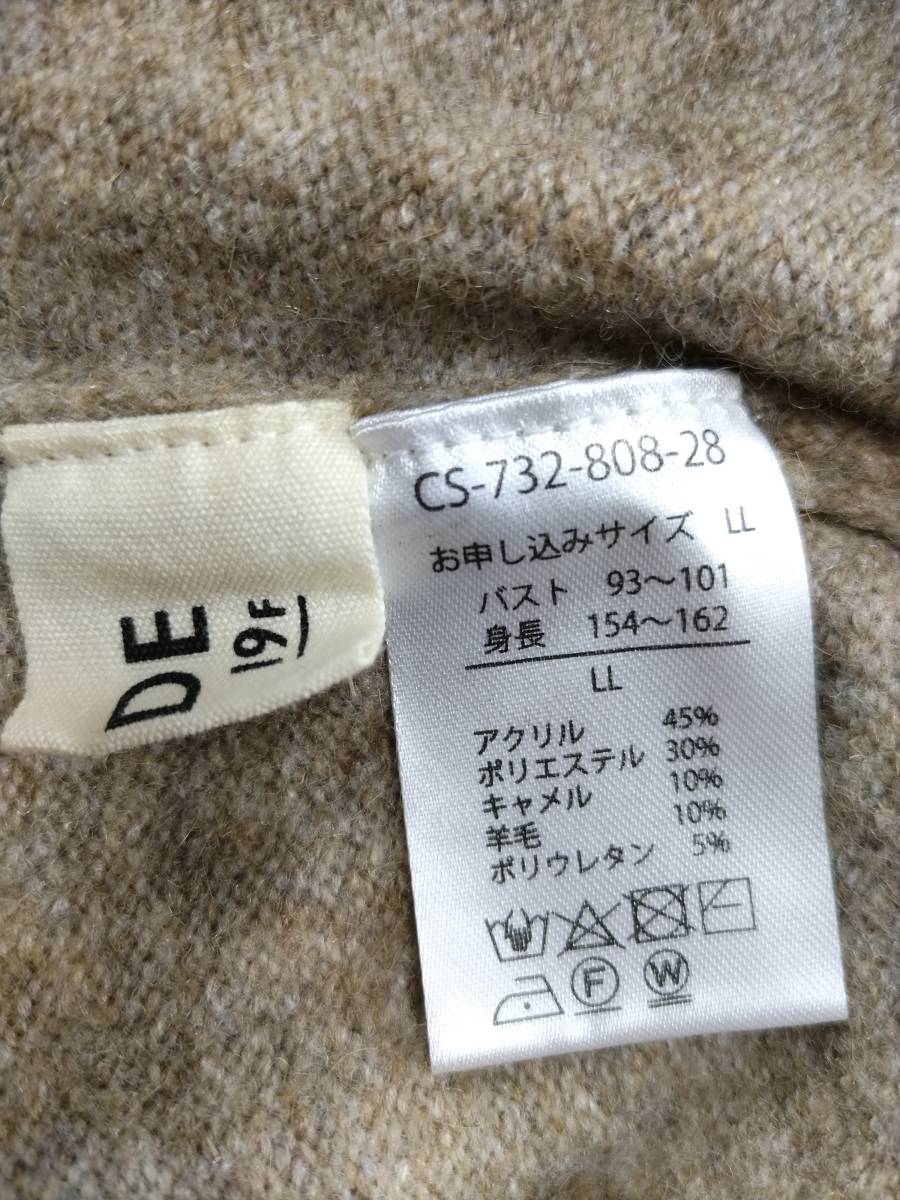 DE
19F
CS-732-808-28
お申し込みサイズ LL
バスト 93〜101
身長 154〜162
LL
アクリル 45%
ポリエステル 30%
キャメル 10%
羊毛 10%
ポリウレタン 5%
F W